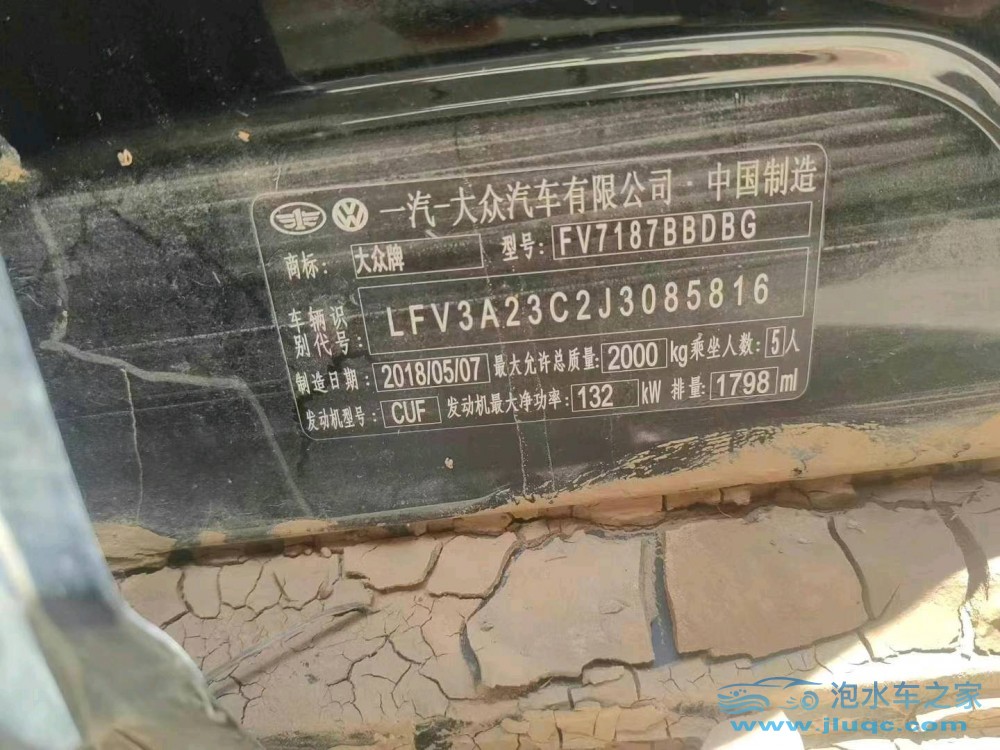 一汽-大众汽车有限公司·中国制造
商标: 大众牌 型号: FV7187BBDBG
车辆识别代号: LFV3A23C2J3085816
制造日期: 2018/05/07 最大允许总质量: 2000 kg 乘坐人数: 5 人
发动机型号: CUF 发动机最大净功率: 132 kW 排量: 1798 ml
泡水车之家
www.jluqc.com